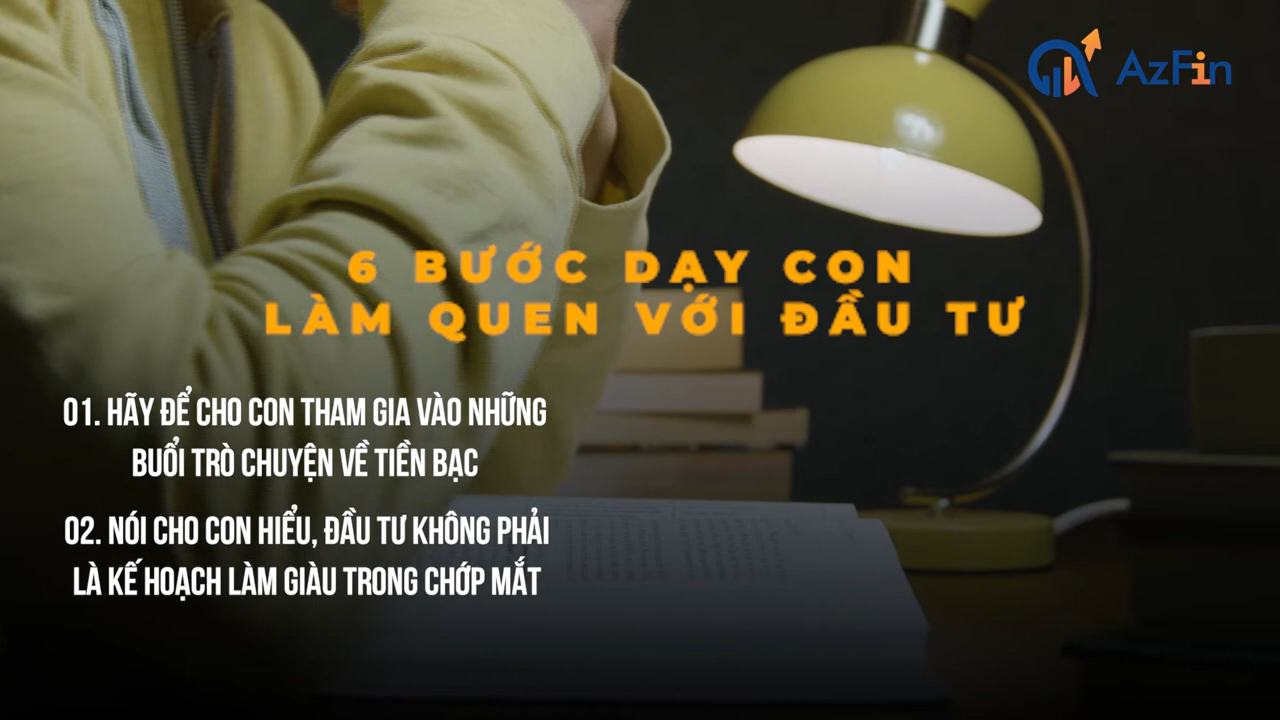 AzFin
6 BƯỚC DẠY CON
LÀM QUEN VỚI ĐẦU TƯ
01. HÃY ĐỂ CHO CON THAM GIA VÀO NHỮNG
BUỔI TRÒ CHUYỆN VỀ TIỀN BẠC
02. NÓI CHO CON HIỂU, ĐẦU TƯ KHÔNG PHẢI
LÀ KẾ HOẠCH LÀM GIÀU TRONG CHỚP MẮT